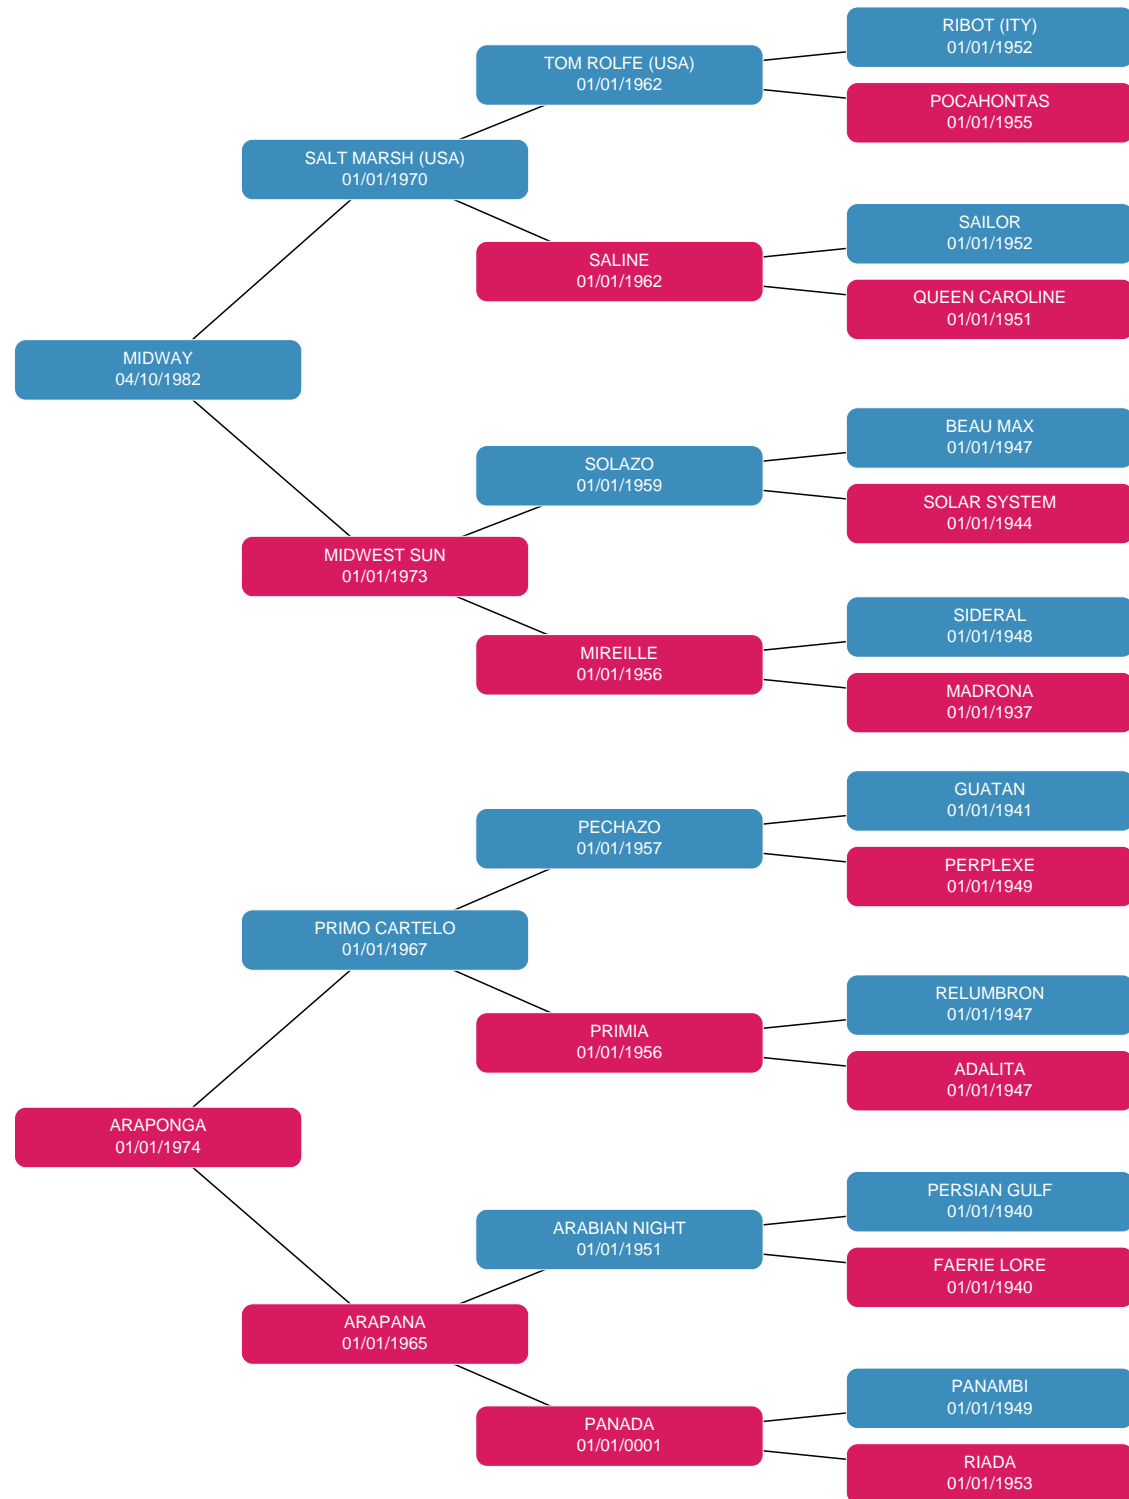 RIBOT (ITY)
01/01/1952
TOM ROLFE (USA)
01/01/1962
POCAHONTAS
01/01/1955
SALT MARSH (USA)
01/01/1970
SAILOR
01/01/1952
SALINE
01/01/1962
QUEEN CAROLINE
01/01/1951
MIDWAY
04/10/1982
BEAU MAX
01/01/1947
SOLAZO
01/01/1959
SOLAR SYSTEM
01/01/1944
MIDWEST SUN
01/01/1973
SIDERAL
01/01/1948
MIREILLE
01/01/1956
MADRONA
01/01/1937
GUATAN
01/01/1941
PECHAZO
01/01/1957
PERPLEXE
01/01/1949
PRIMO CARTELO
01/01/1967
RELUMBRON
01/01/1947
PRIMIA
01/01/1956
ADALITA
01/01/1947
ARAPONGA
01/01/1974
PERSIAN GULF
01/01/1940
ARABIAN NIGHT
01/01/1951
FAERIE LORE
01/01/1940
ARAPANA
01/01/1965
PANAMBI
01/01/1949
PANADA
01/01/0001
RIADA
01/01/1953